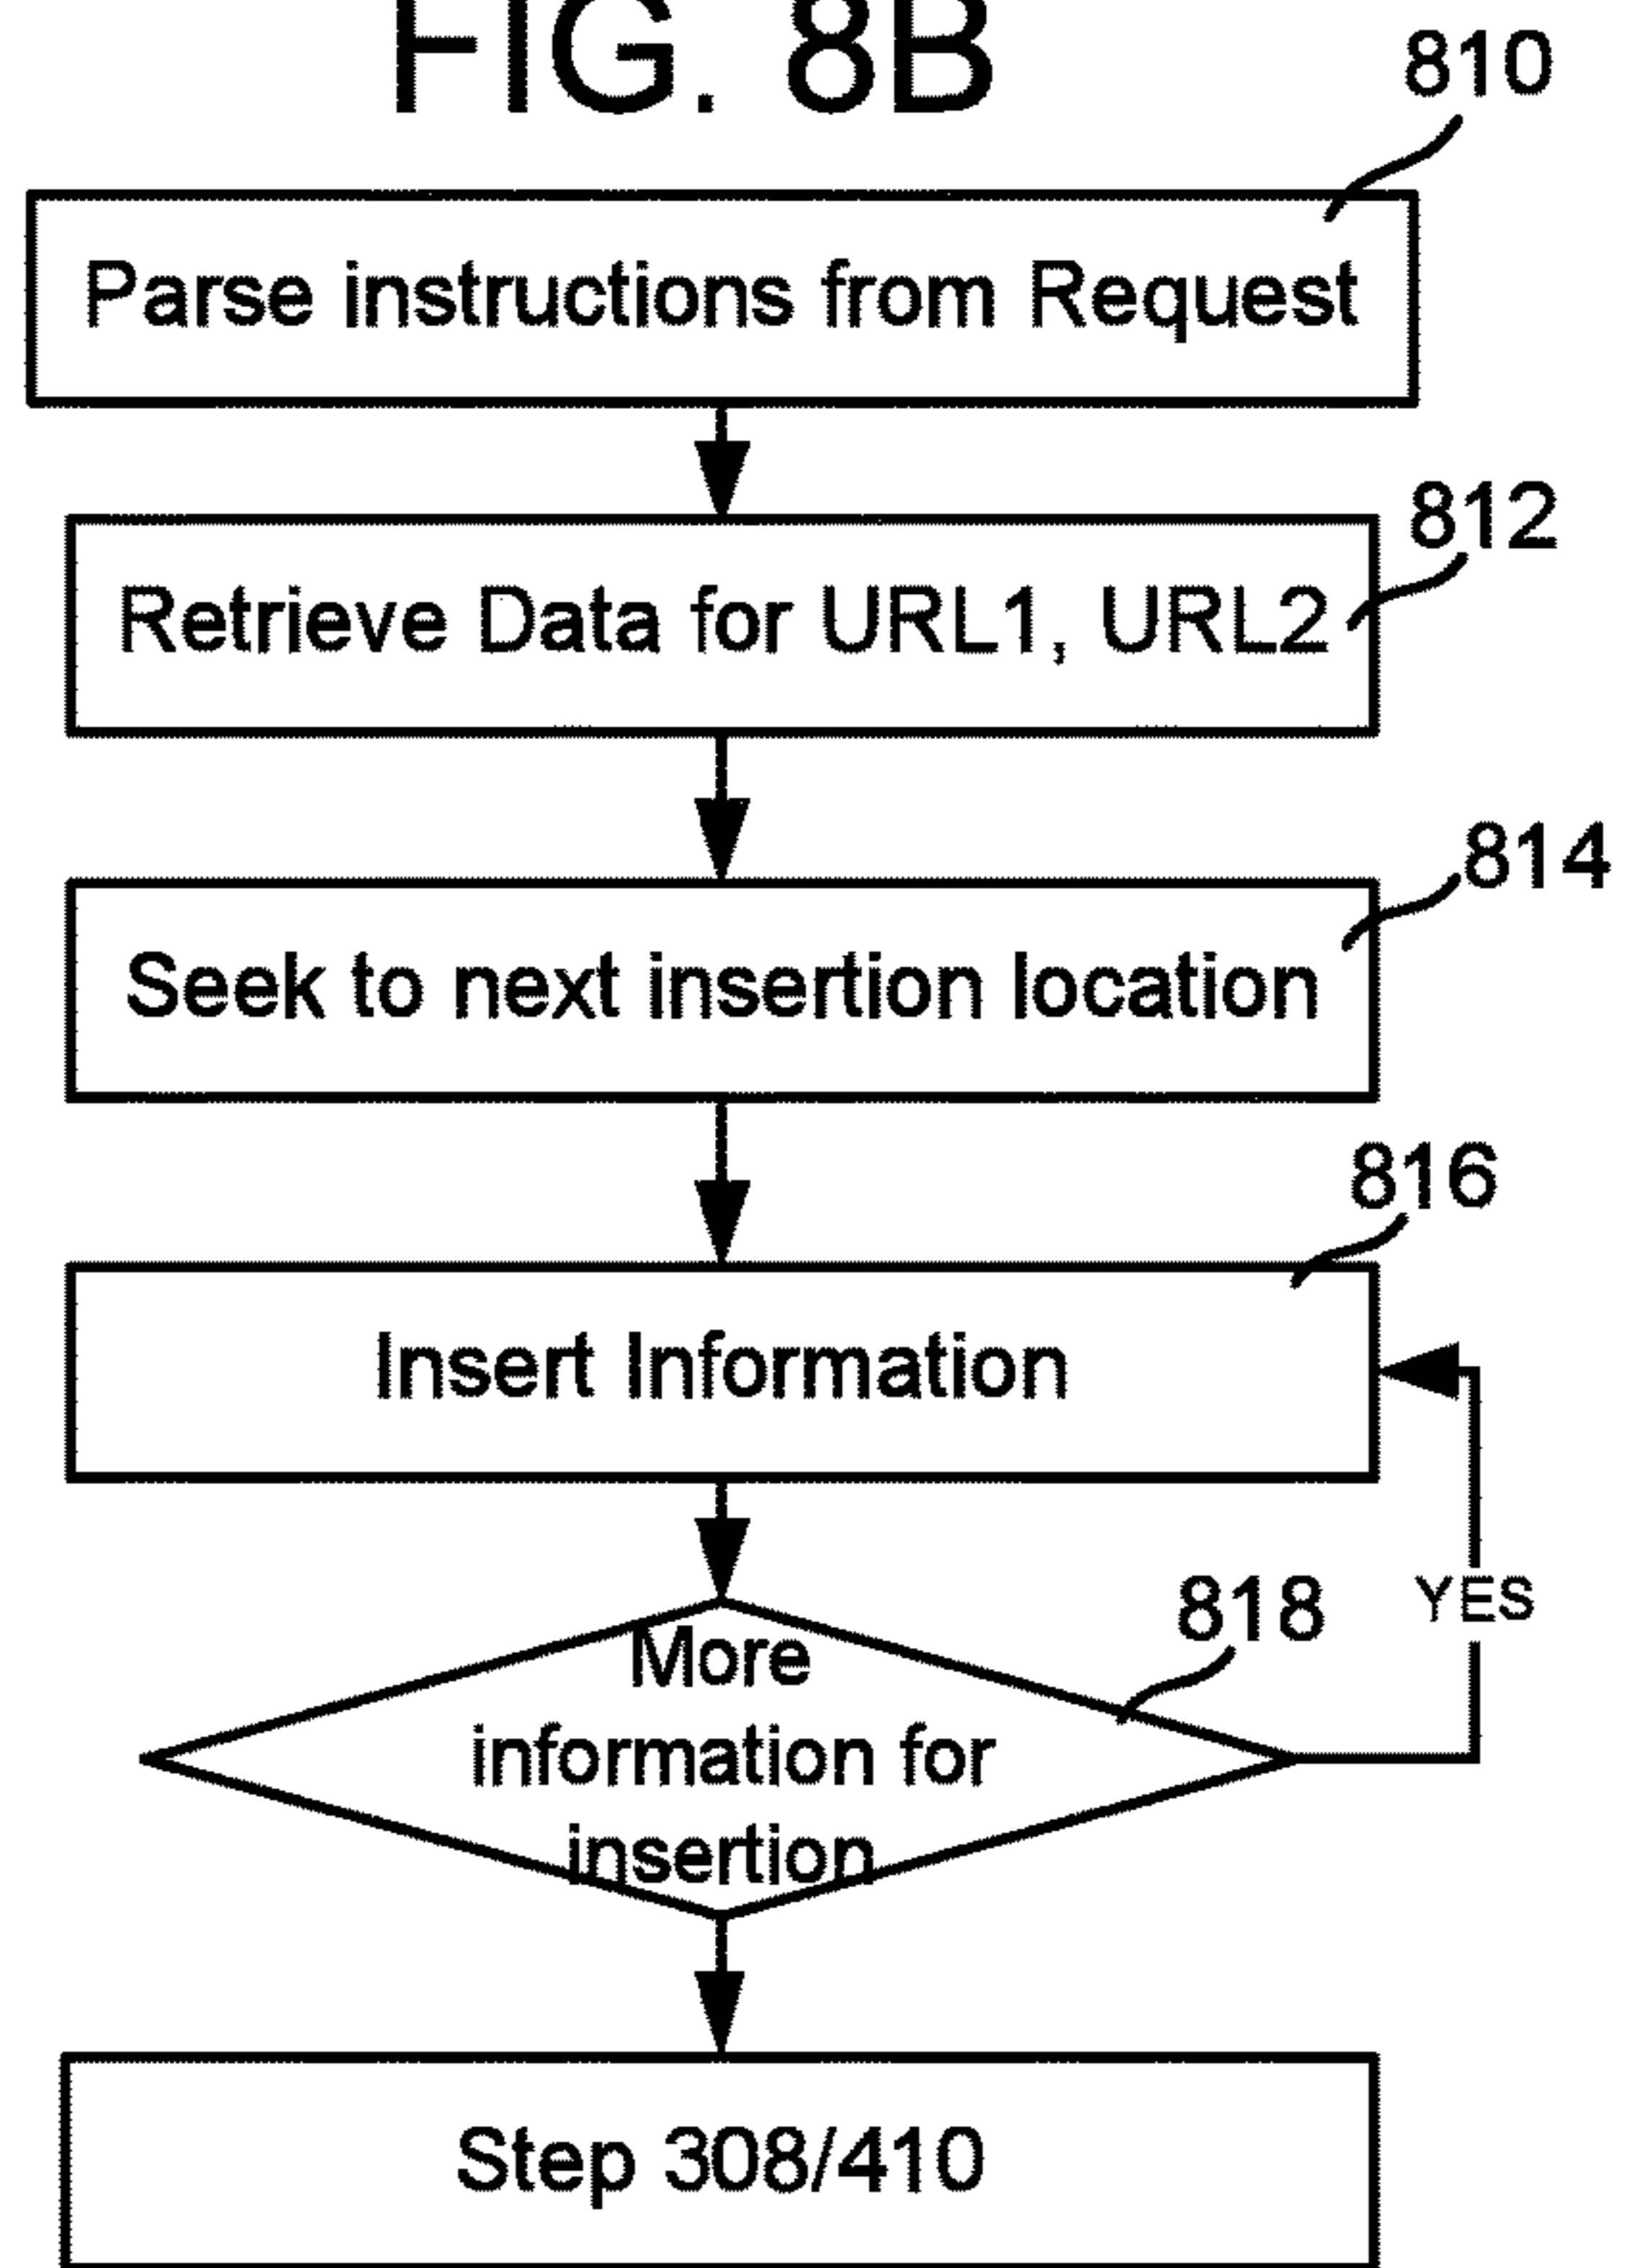 FIG. 8B
810
Parse instructions from Request
812
Retrieve Data for URL1, URL2
814
Seek to next insertion location
816
Insert Information
818
YES
More
information for
insertion
Step 308/410